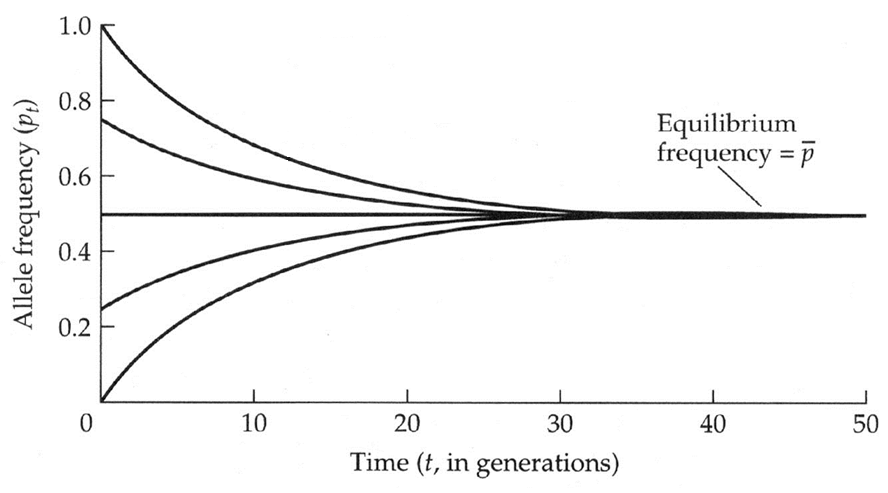 1.0
0.8
0.6
0.4
0.2
0
10
20
30
40
50
Allele frequency (pₜ)
Time (t, in generations)
Equilibrium
frequency = p̅